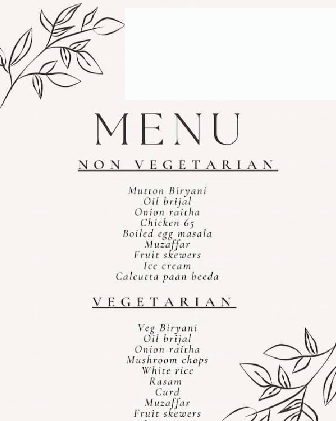 MENU
NON VEGETARIAN
Mutton Biryani
Oil brijal
Onion raitha
Chicken 65
Boiled egg masala
Muzaffar
Fruit skewers
Ice cream
Calcutta paan beeda
VEGETARIAN
Veg Biryani
Oil brijal
Onion raitha
Mushroom chops
White rice
Rasam
Curd
Muzaffar
Fruit skewers